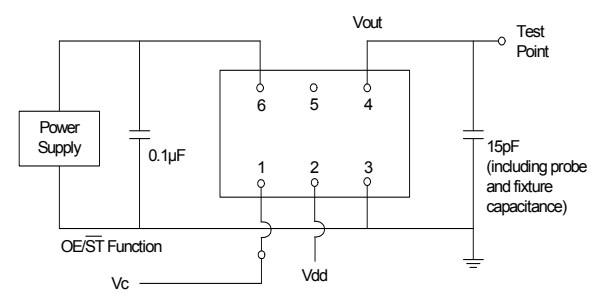 Vout
Test
Point
6
5
4
Power
Supply
0.1µF
1
2
3
15pF
(including probe
and fixture
capacitance)
OE/S̅T̅ Function
Vc
Vdd